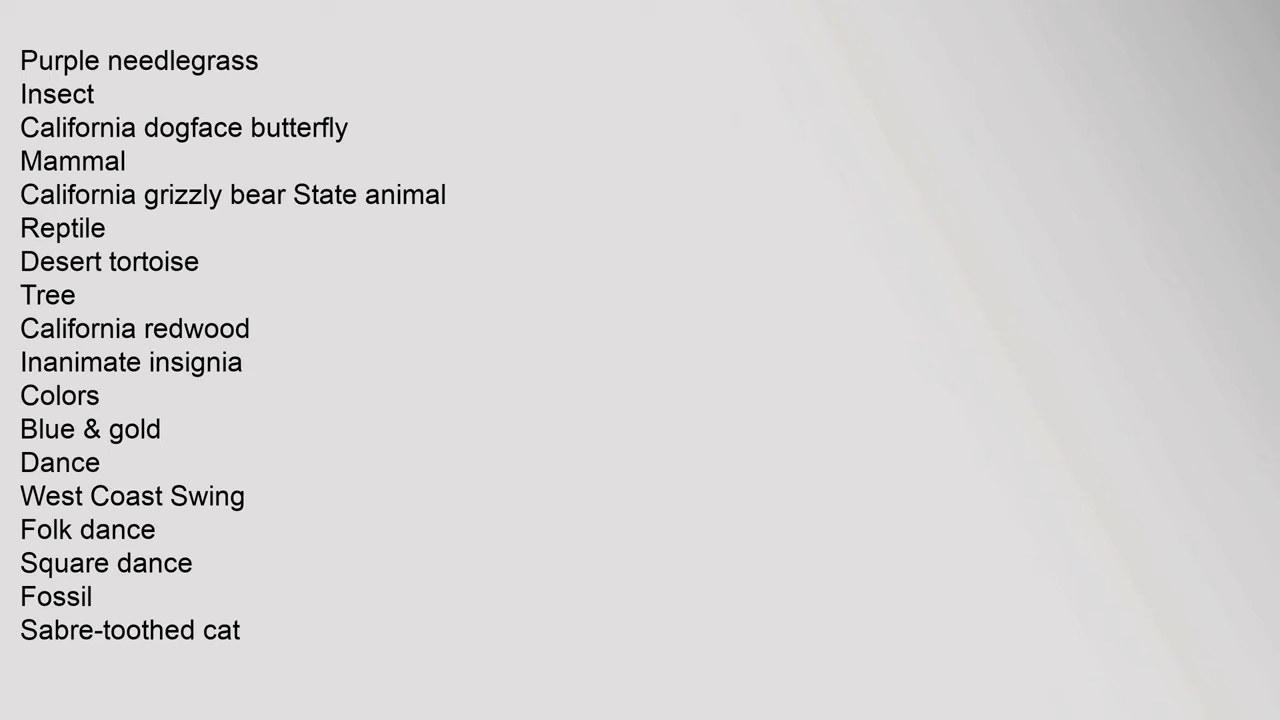 Purple needlegrass
Insect
California dogface butterfly
Mammal
California grizzly bear State animal
Reptile
Desert tortoise
Tree
California redwood
Inanimate insignia
Colors
Blue & gold
Dance
West Coast Swing
Folk dance
Square dance
Fossil
Sabre-toothed cat